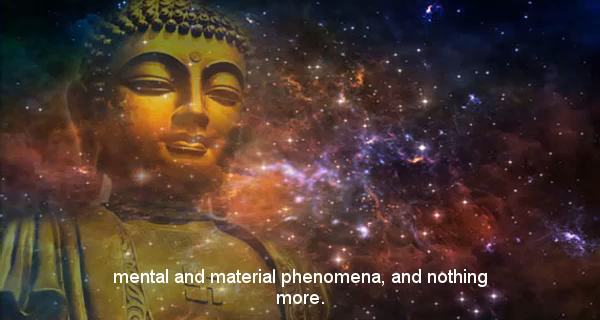 mental and material phenomena, and nothing
more.